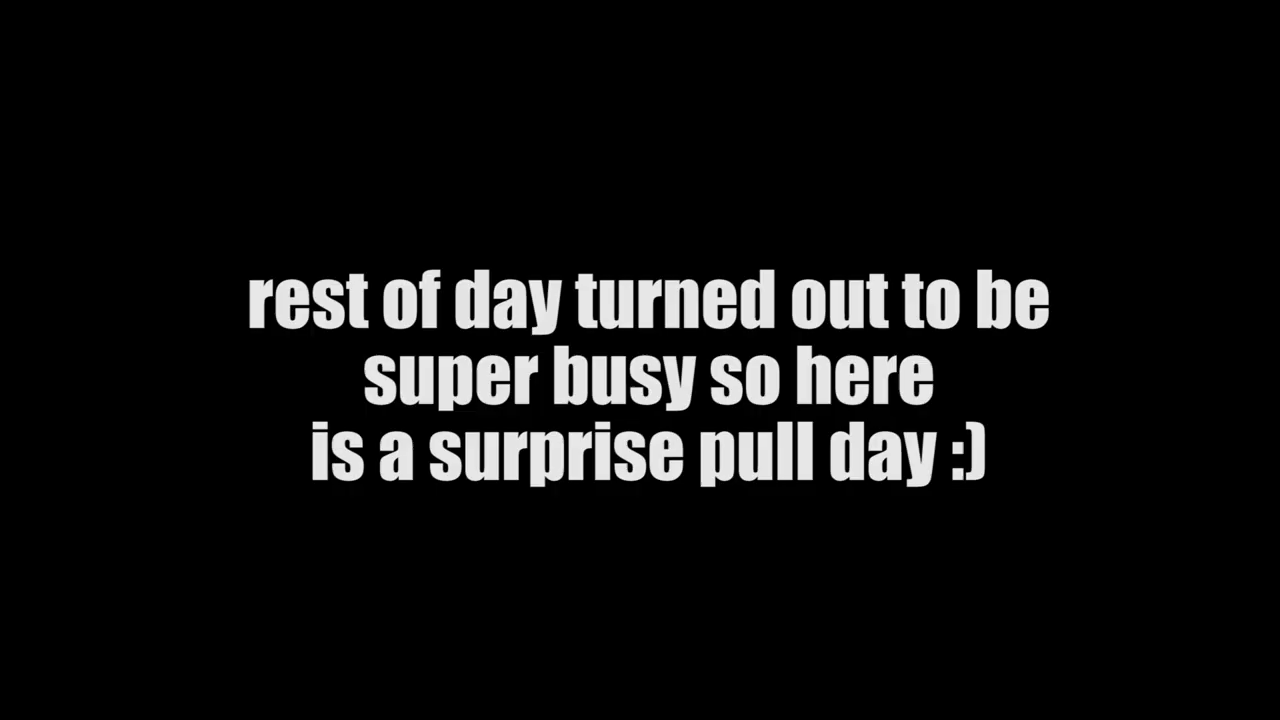 rest of day turned out to be
super busy so here
is a surprise pull day :)